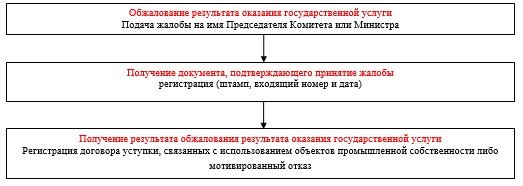 Обжалование результата оказания государственной услуги
Подача жалобы на имя Председателя Комитета или Министра
Получение документа, подтверждающего принятие жалобы
регистрация (штамп, входящий номер и дата)
Получение результата обжалования результата оказания государственной услуги
Регистрация договора уступки, связанных с использованием объектов промышленной собственности либо
мотивированный отказ